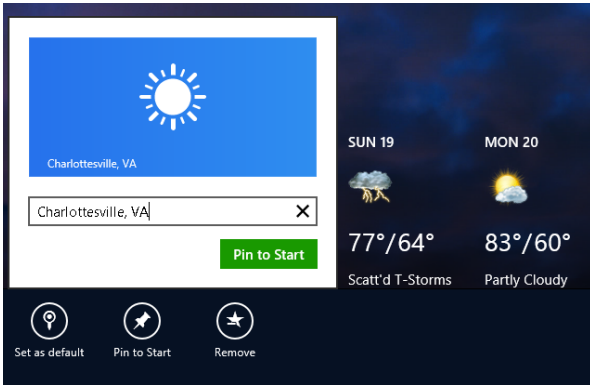 Charlottesville, VA
Charlottesville, VA
Pin to Start
SUN 19
77°/64°
Scatt'd T-Storms
MON 20
83°/60°
Partly Cloudy
Set as default
Pin to Start
Remove